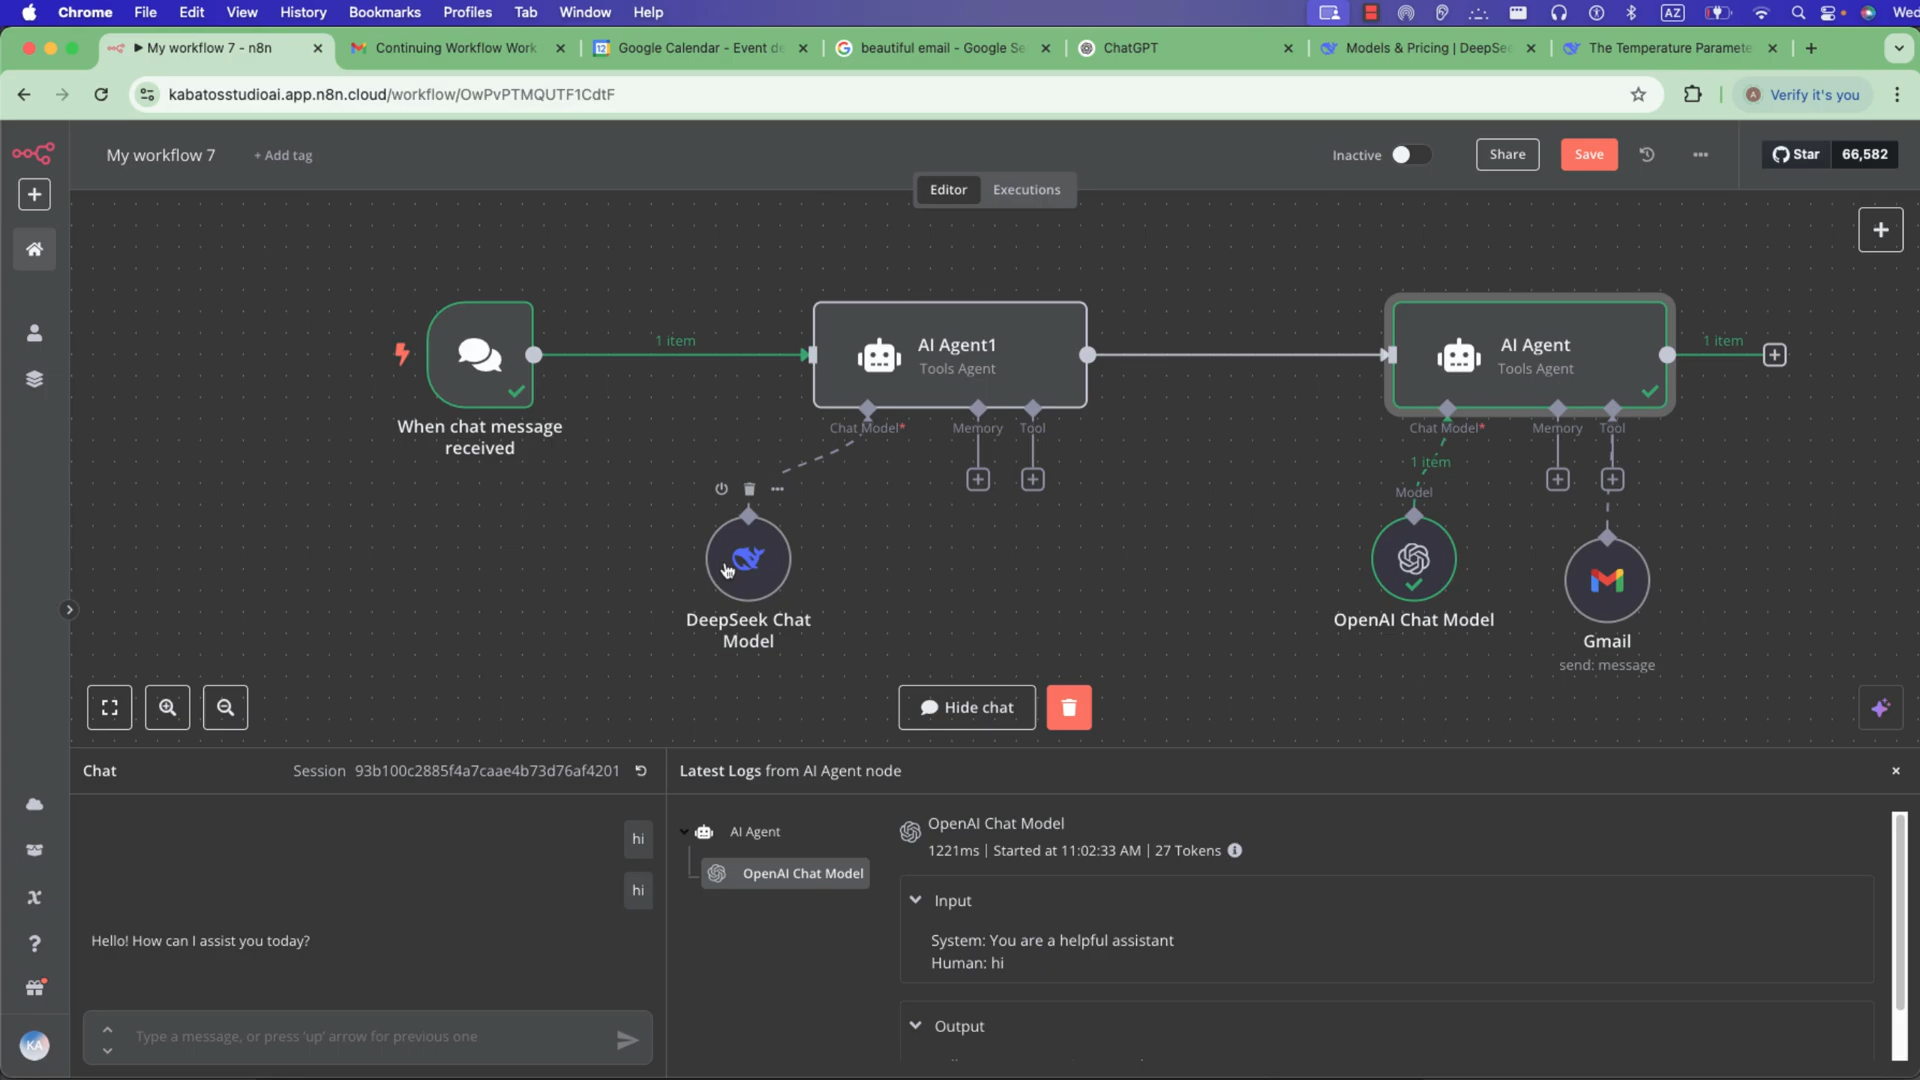 Chrome File Edit View History Bookmarks Profiles Tab Window Help AZ Wed
My workflow 7 - n8n
Continuing Workflow Work
12 Google Calendar - Event de
beautiful email - Google Se
ChatGPT
Models & Pricing | DeepSee
The Temperature Paramete
kabatosstudioai.app.n8n.cloud/workflow/OwPvPTMQUTF1CdtF
A Verify it's you
My workflow 7 + Add tag
Inactive Share Save Star 66,582
Editor Executions
1 item
AI Agent1
Tools Agent
AI Agent
Tools Agent
1 item
When chat message
received
Chat Model* Memory Tool
Chat Model* Memory Tool
1 item
Model
DeepSeek Chat
Model
OpenAI Chat Model
Gmail
send: message
Hide chat
Chat Session 93b100c2885f4a7caae4b73d76af4201
hi
hi
Hello! How can I assist you today?
Type a message, or press 'up' arrow for previous one
KA
Latest Logs from AI Agent node
AI Agent
OpenAI Chat Model
OpenAI Chat Model
1221ms | Started at 11:02:33 AM | 27 Tokens
Input
System: You are a helpful assistant
Human: hi
Output